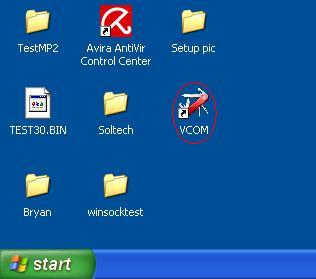 TestMP2
Avira AntiVir
Control Center
Setup pic
TEST30.BIN
Soltech
VCOM
Bryan
winsocktest
start